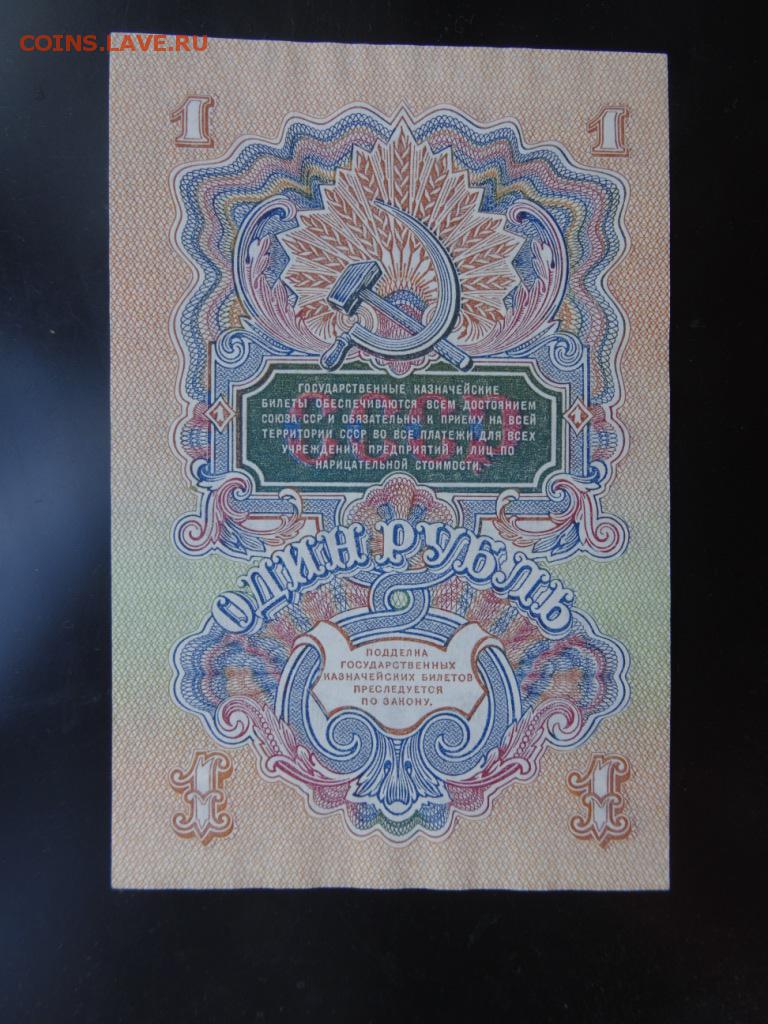 COINS.LAVE.РУ
1 1
ГОСУДАРСТВЕННЫЕ КАЗНАЧЕЙСКИЕ
БИЛЕТЫ ОБЕСПЕЧИВАЮТСЯ ВСЕМ ДОСТОЯНИЕМ
СОЮЗА ССР И ОБЯЗАТЕЛЬНЫ К ПРИЕМУ НА ВСЕЙ
ТЕРРИТОРИИ СССР ВО ВСЕ ПЛАТЕЖИ ДЛЯ ВСЕХ
УЧРЕЖДЕНИЙ, ПРЕДПРИЯТИЙ И ЛИЦ ПО
НАРИЦАТЕЛЬНОЙ СТОИМОСТИ.
СССР
1 1
ОДИН РУБЛЬ
ПОДДЕЛКА
ГОСУДАРСТВЕННЫХ
КАЗНАЧЕЙСКИХ БИЛЕТОВ
ПРЕСЛЕДУЕТСЯ
ПО ЗАКОНУ.
1 1